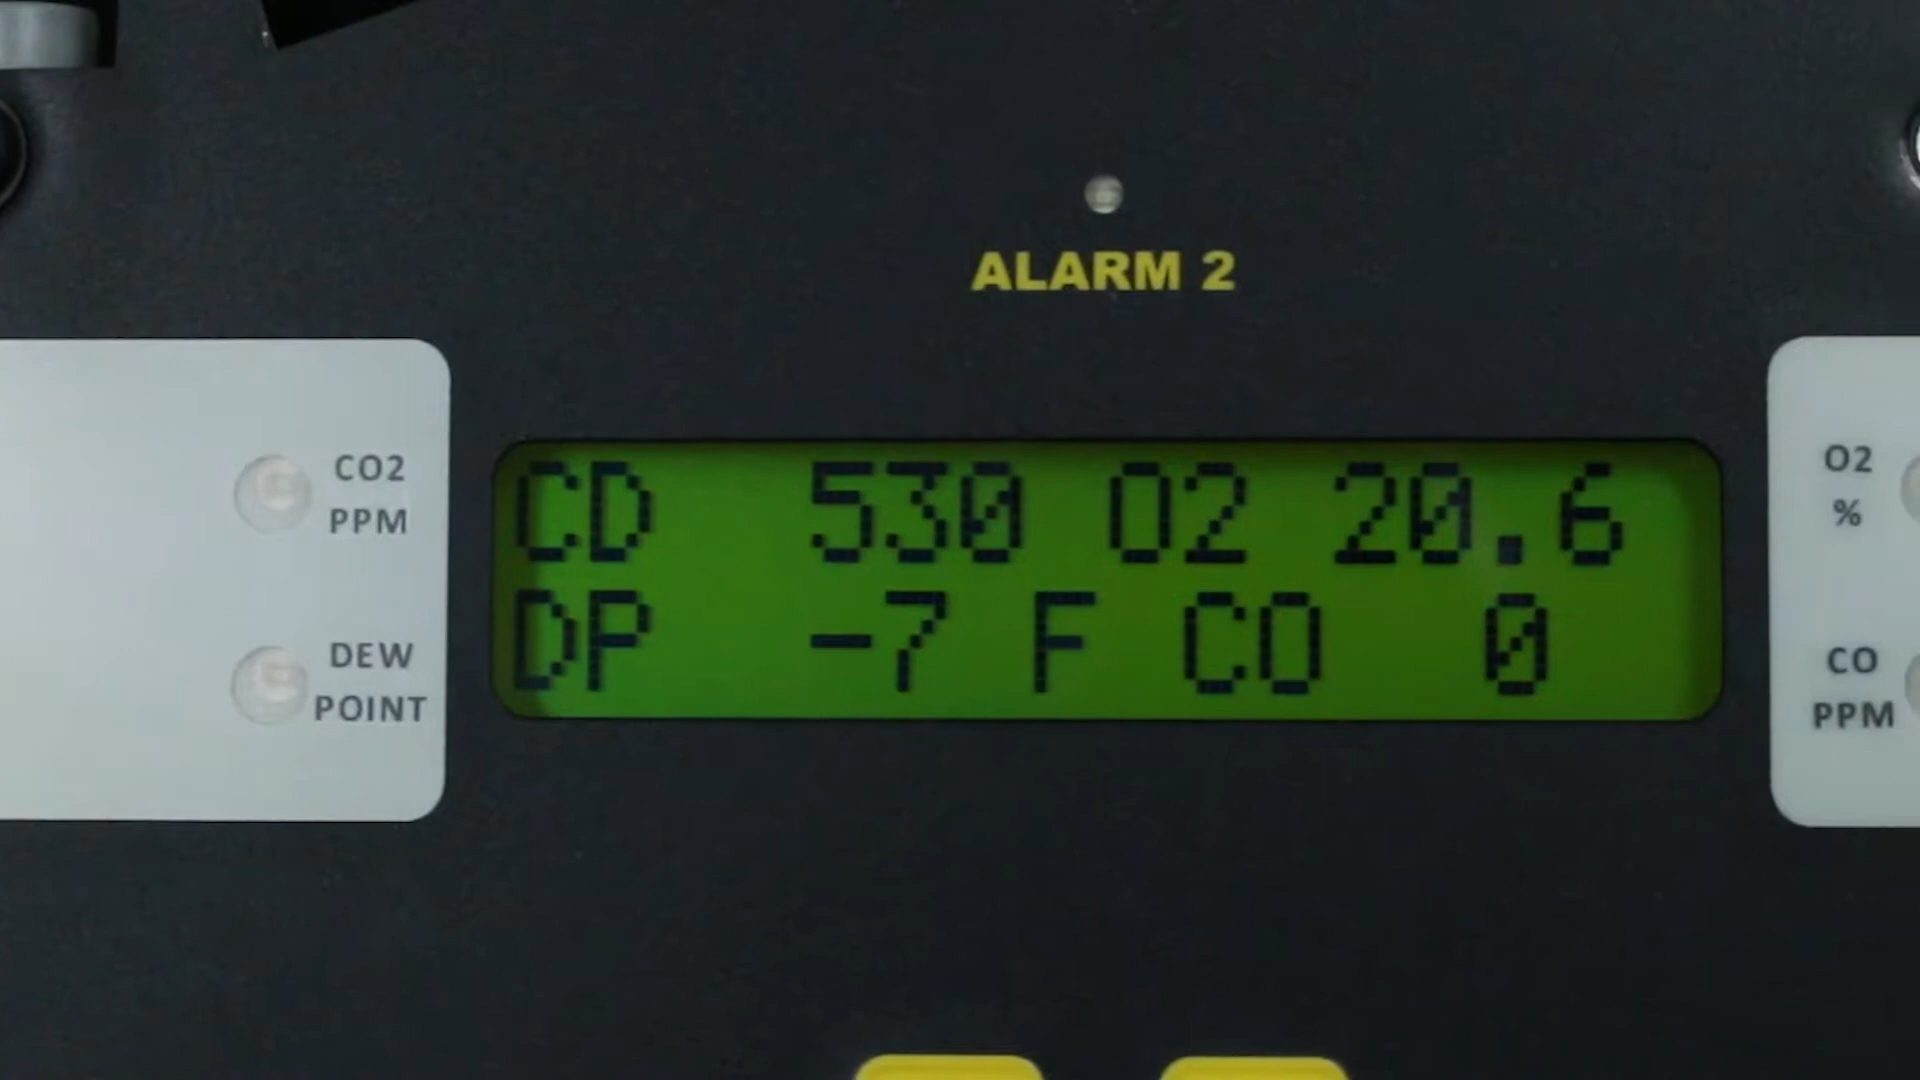 ALARM 2
CO2
PPM
DEW
POINT
CD 530 O2 20.6
DP -7 F CO 0
O2
%
CO
PPM